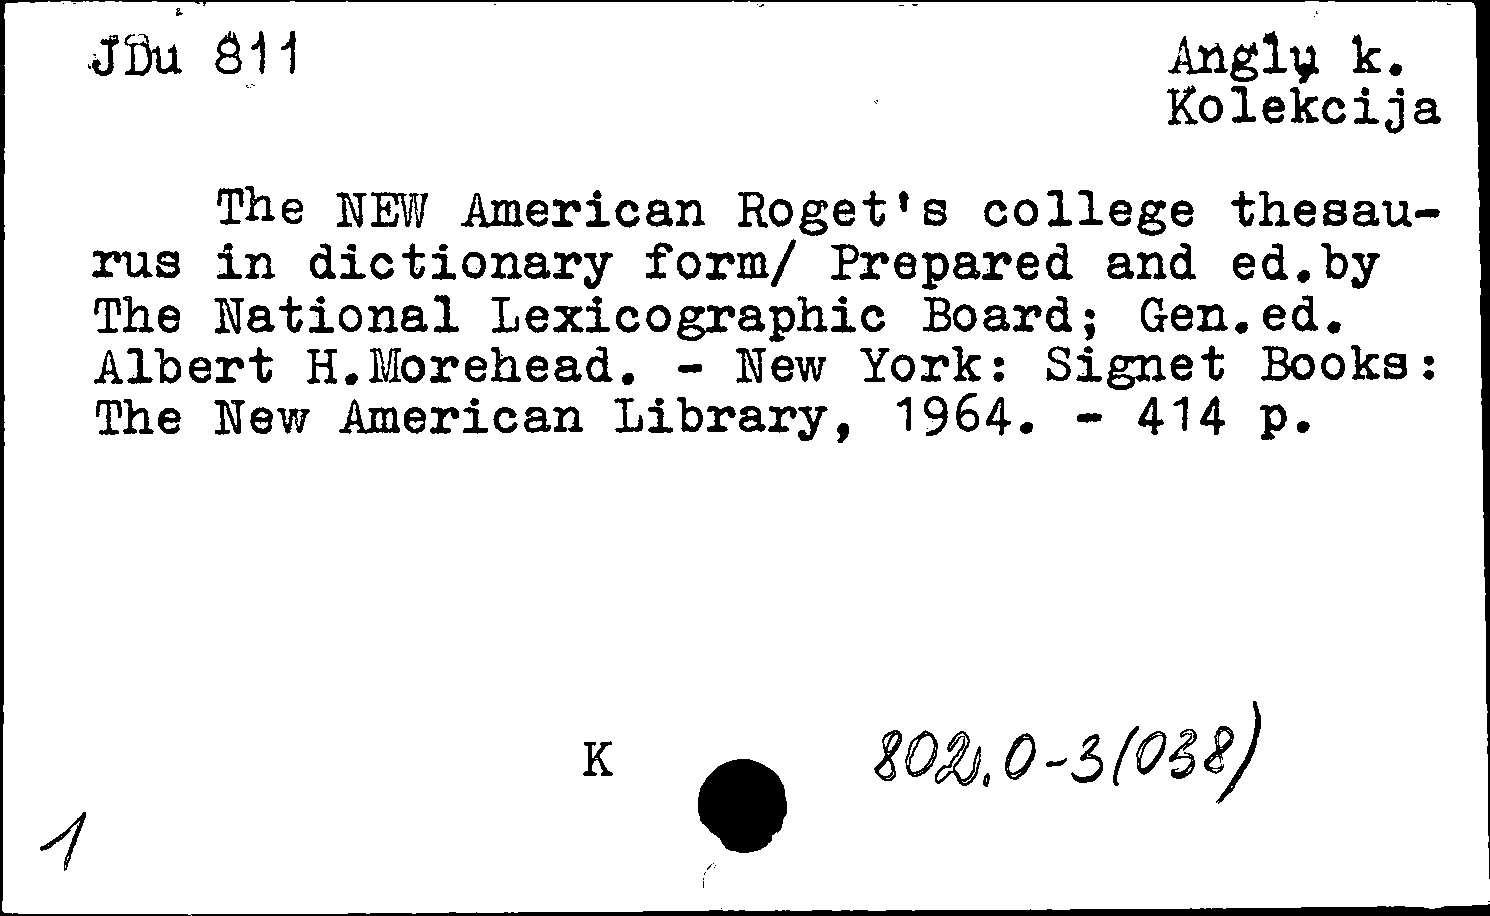 JDu 811
Anglų k.
Kolekcija
The NEW American Roget's college thesau-
rus in dictionary form/ Prepared and ed.by
The National Lexicographic Board; Gen.ed.
Albert H.Morehead. - New York: Signet Books:
The New American Library, 1964. - 414 p.
K
802.0-3(038)
1